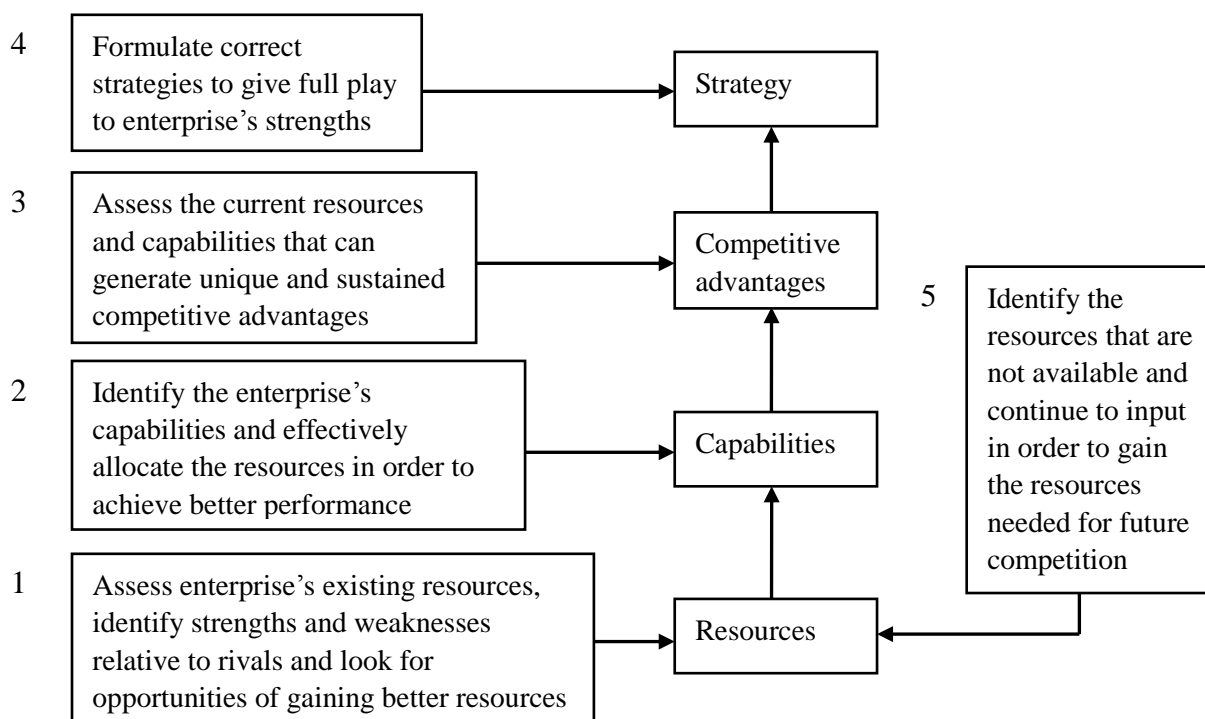 4
Formulate correct
strategies to give full play
to enterprise’s strengths
Strategy
3
Assess the current resources
and capabilities that can
generate unique and sustained
competitive advantages
Competitive
advantages
5
Identify the
resources that are
not available and
continue to input
in order to gain
the resources
needed for future
competition
2
Identify the enterprise’s
capabilities and effectively
allocate the resources in order to
achieve better performance
Capabilities
1
Assess enterprise’s existing resources,
identify strengths and weaknesses
relative to rivals and look for
opportunities of gaining better resources
Resources